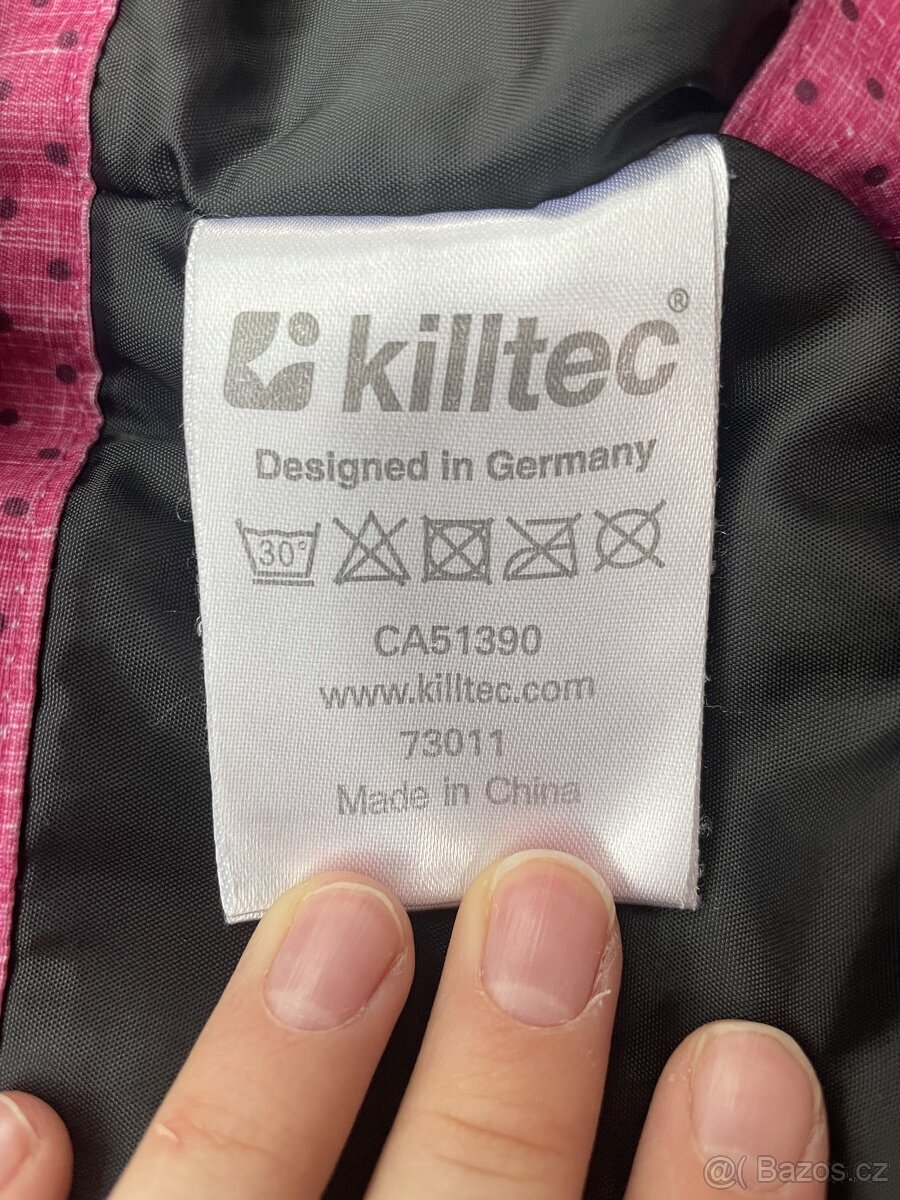 killtec®
Designed in Germany
30°
CA51390
www.killtec.com
73011
Made in China
@( Bazos.cz